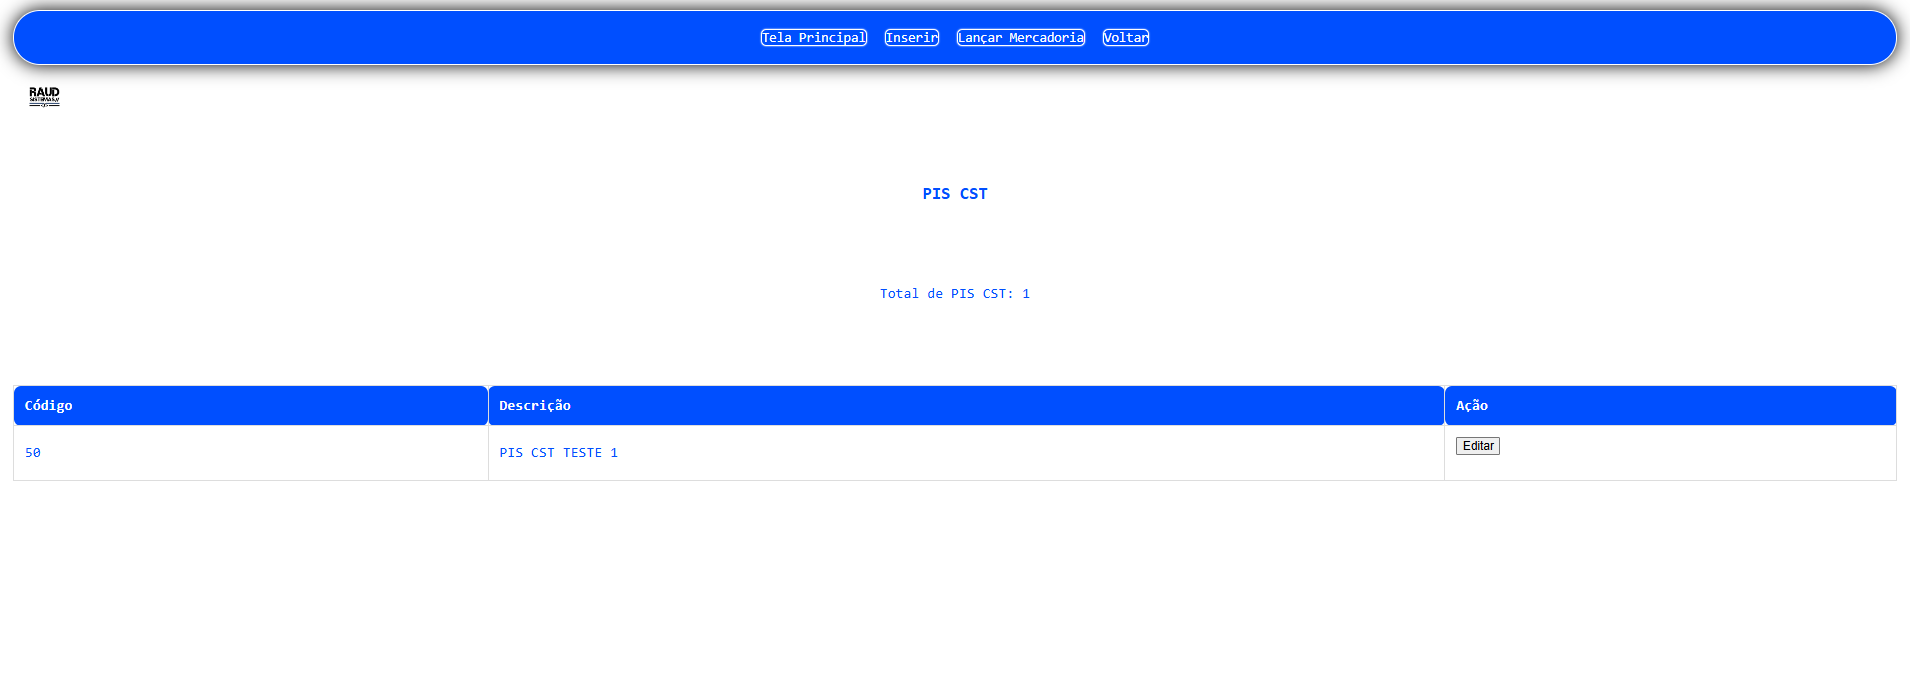 Tela Principal Inserir Lançar Mercadoria Voltar
RAUD
SISTEMAS//
PIS CST
Total de PIS CST: 1
Código Descrição Ação
50 PIS CST TESTE 1 Editar